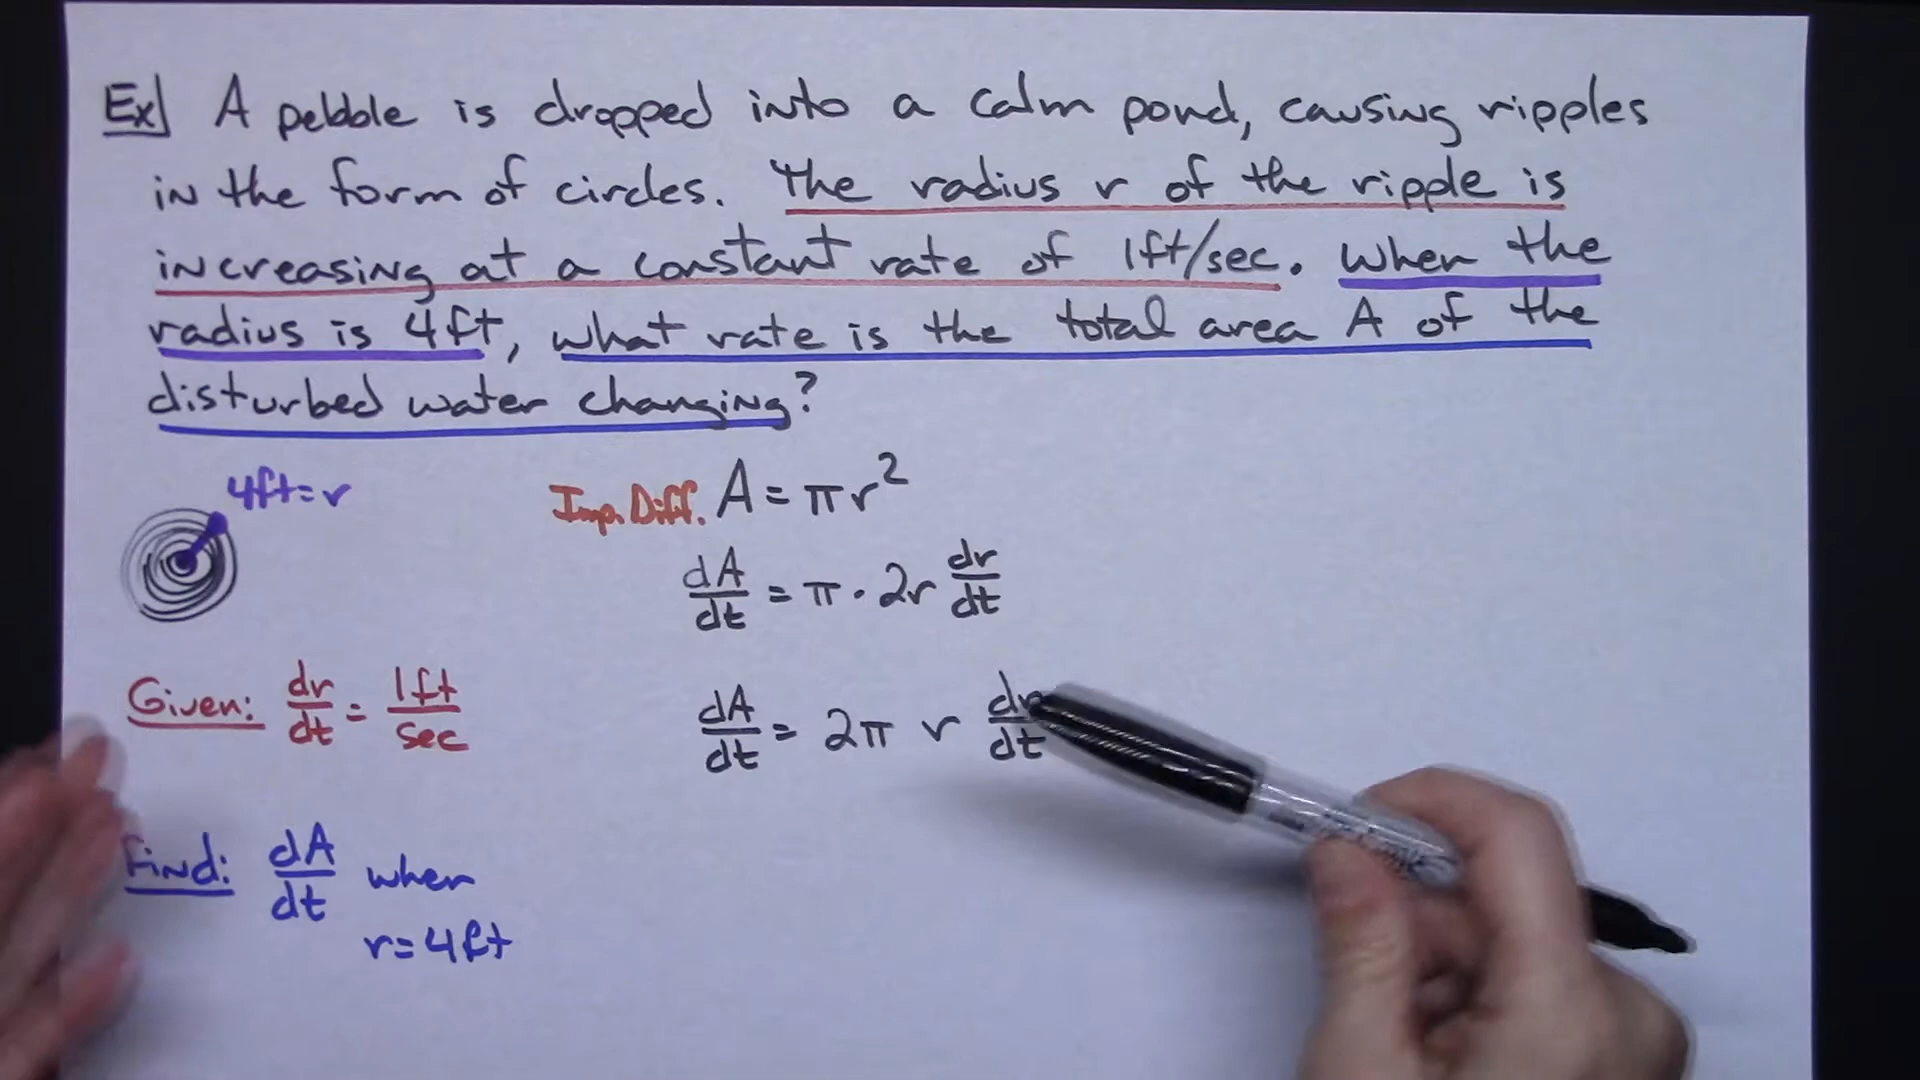 Ex] A pebble is dropped into a calm pond, causing ripples
in the form of circles. The radius r of the ripple is
increasing at a constant rate of 1ft/sec. When the
radius is 4ft, what rate is the total area A of the
disturbed water changing?
4ft=r
Imp. Diff. A = πr²
dA/dt = π · 2r dr/dt
Given: dr/dt = 1ft/sec
dA/dt = 2π r dr/dt
Find: dA/dt when
r=4ft